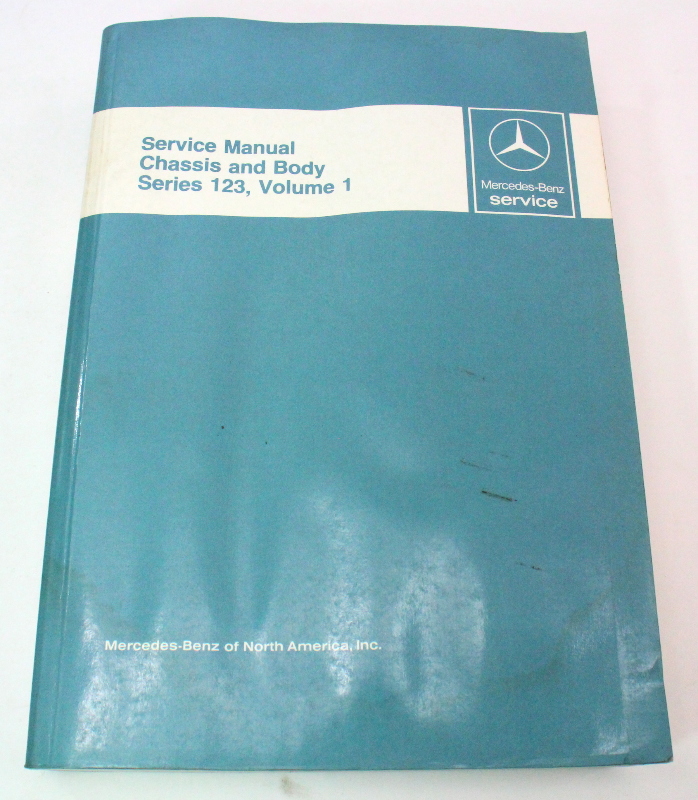 Service Manual
Chassis and Body
Series 123, Volume 1
Mercedes-Benz
service
Mercedes-Benz of North America, Inc.